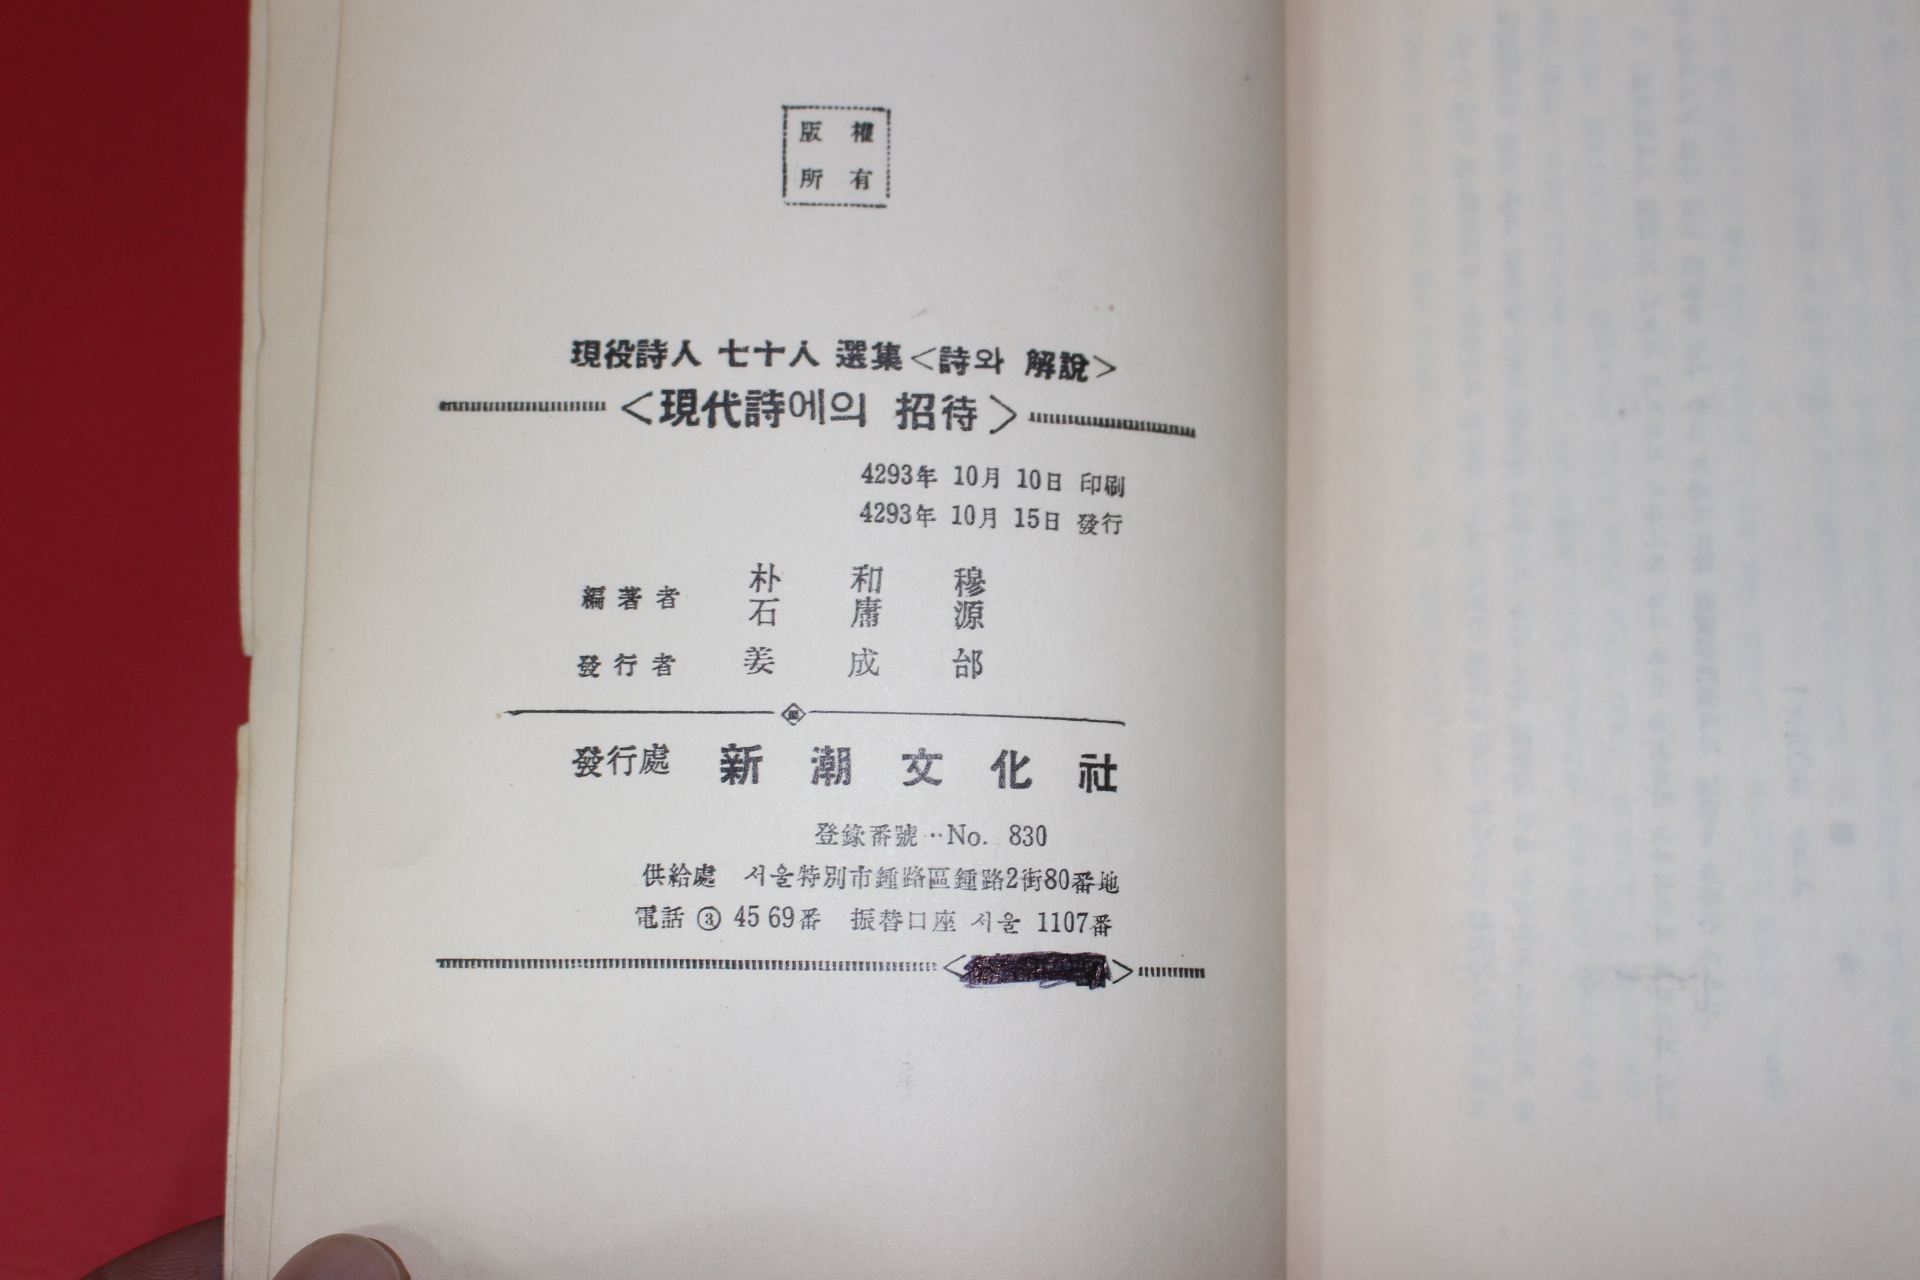 版權
所有
現役詩人 七十人 選集<詩와 解說>
<現代詩에의 招待>
4293年 10月 10日 印刷
4293年 10月 15日 發行
編著者 朴和穆
石庸源
發行者 姜成邰
發行處 新潮文化社
登錄番號‥No. 830
供給處 서울特別市鍾路區鍾路2街80番地
電話 ③ 4569番 振替口座 서울 1107番